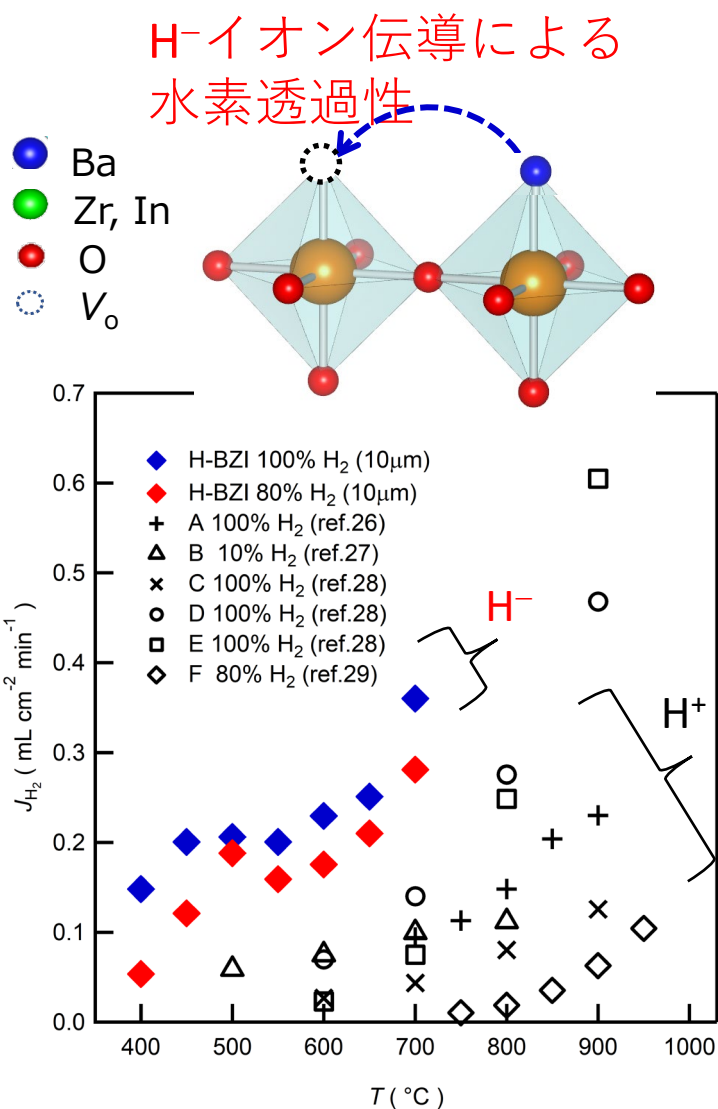 H⁻イオン伝導による
水素透過性
Ba
Zr, In
O
Vo
0.7
0.6
0.5
0.4
0.3
0.2
0.1
0.0
J_H₂ ( mL cm⁻² min⁻¹ )
H-BZI 100% H₂ (10μm)
H-BZI 80% H₂ (10μm)
A 100% H₂ (ref.26)
B 10% H₂ (ref.27)
C 100% H₂ (ref.28)
D 100% H₂ (ref.28)
E 100% H₂ (ref.28)
F 80% H₂ (ref.29)
H⁻
H⁺
400 500 600 700 800 900 1000
T ( °C )